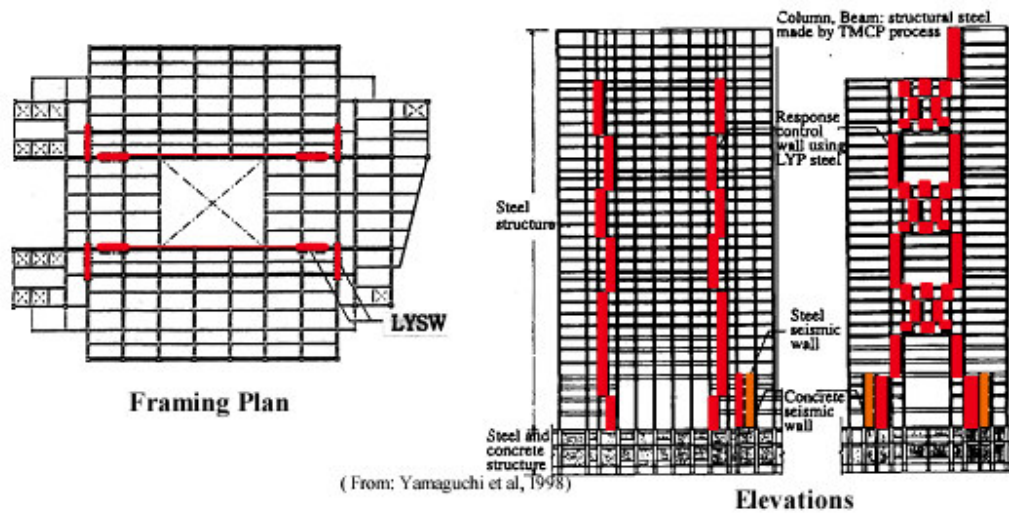 Column, Beam: structural steel
made by TMCP process
Response
control
wall using
LYP steel
Steel
structure
LYSW
Steel
seismic
wall
Framing Plan
Concrete
seismic
wall
Steel and
concrete
structure
( From: Yamaguchi et al, 1998)
Elevations